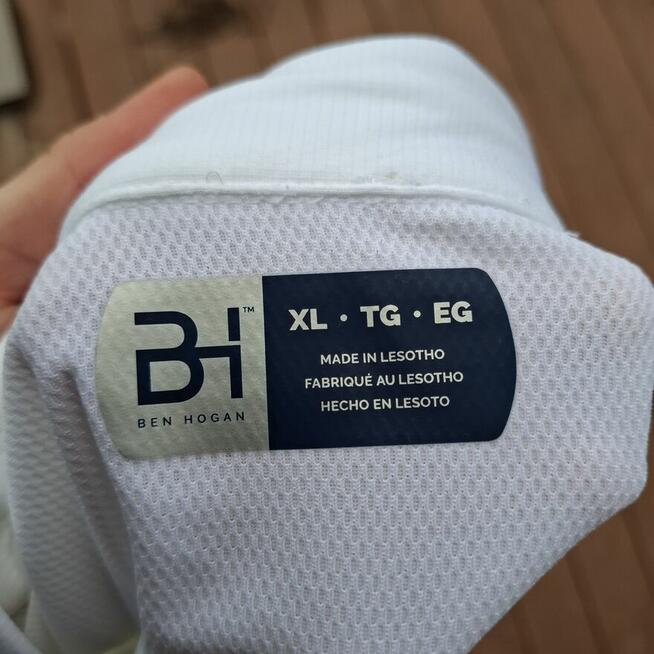 BH™
BEN HOGAN
XL • TG • EG
MADE IN LESOTHO
FABRIQUÉ AU LESOTHO
HECHO EN LESOTO